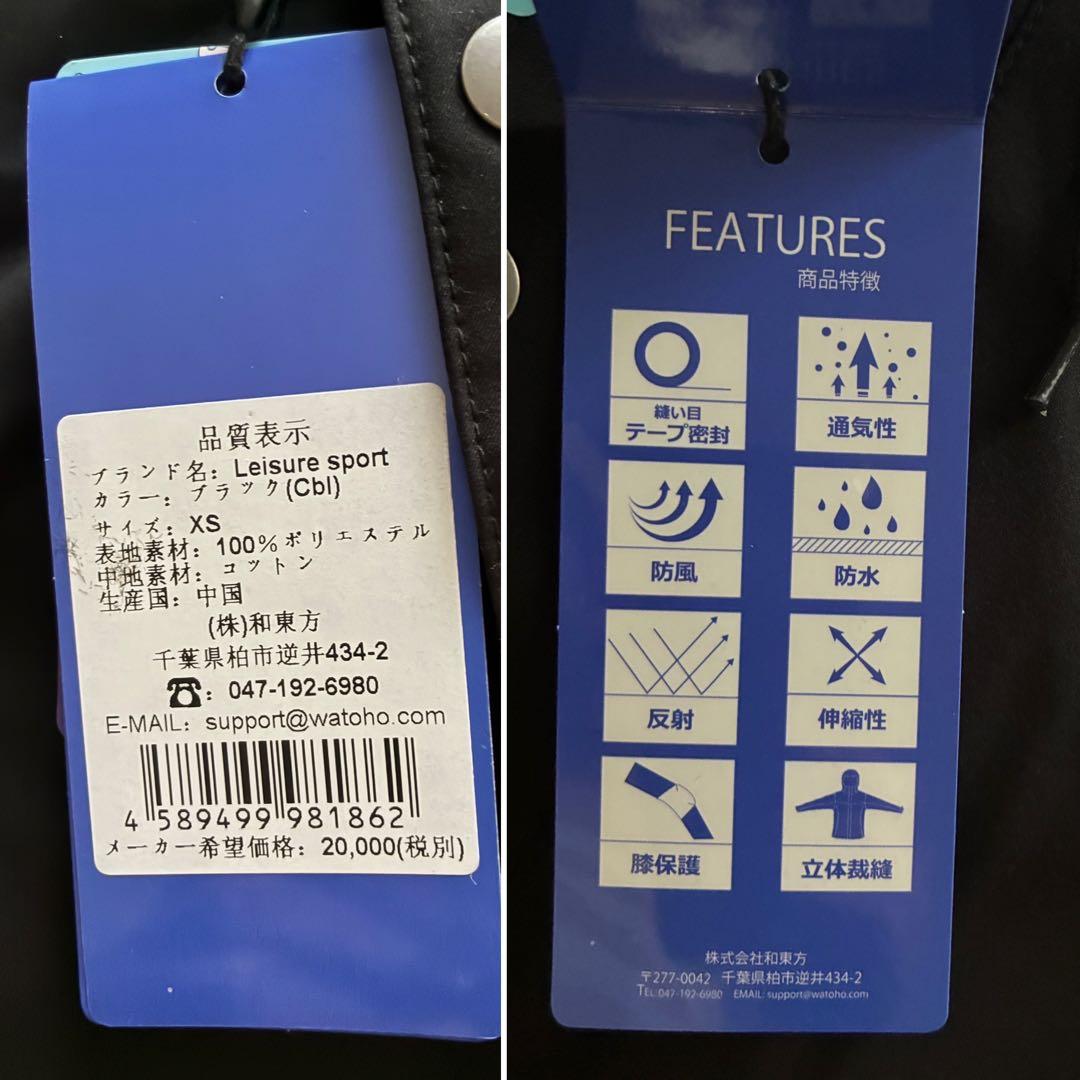 品質表示
ブランド名: Leisure sport
カラー: ブラック(Cbl)
サイズ: XS
表地素材: 100%ポリエステル
中地素材: コットン
生産国: 中国
(株)和東方
千葉県柏市逆井434-2
☎: 047-192-6980
E-MAIL: support@watoho.com
4 589499 981862
メーカー希望価格: 20,000(税別)
FEATURES
商品特徴
縫い目
テープ密封
通気性
防風
防水
反射
伸縮性
膝保護
立体裁縫
株式会社和東方
〒277-0042 千葉県柏市逆井434-2
TEL:047-192-6980 EMAIL: support@watoho.com